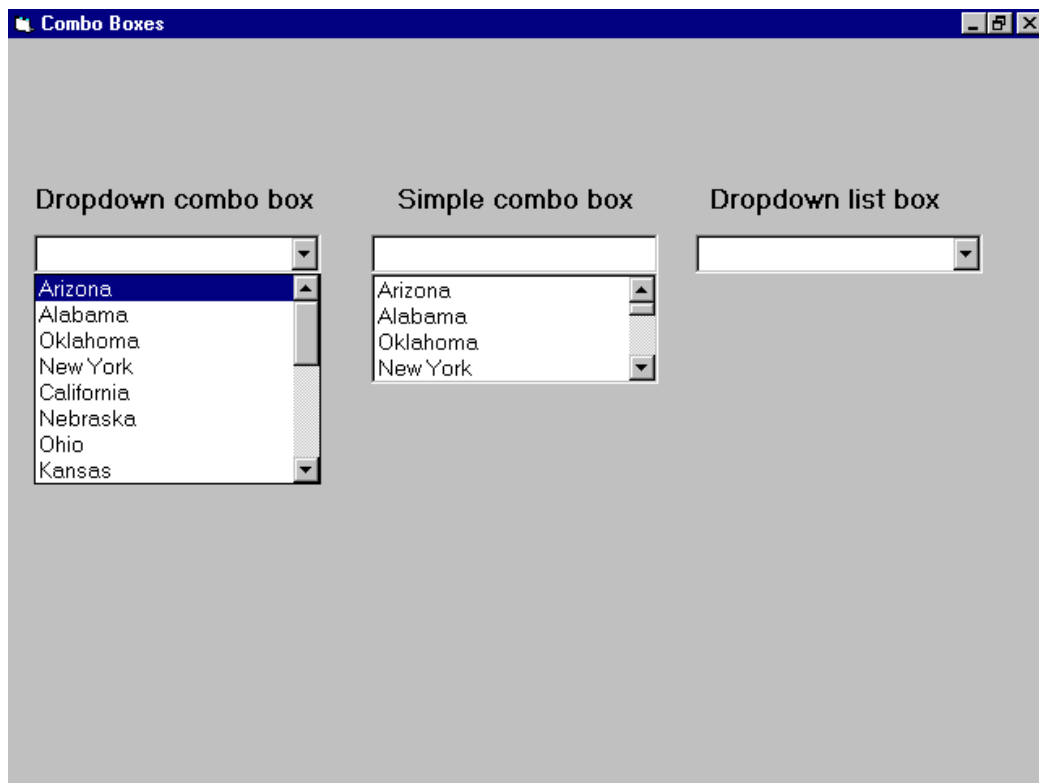 Combo Boxes
Dropdown combo box
Simple combo box
Dropdown list box
Arizona
Alabama
Oklahoma
New York
California
Nebraska
Ohio
Kansas
Arizona
Alabama
Oklahoma
New York